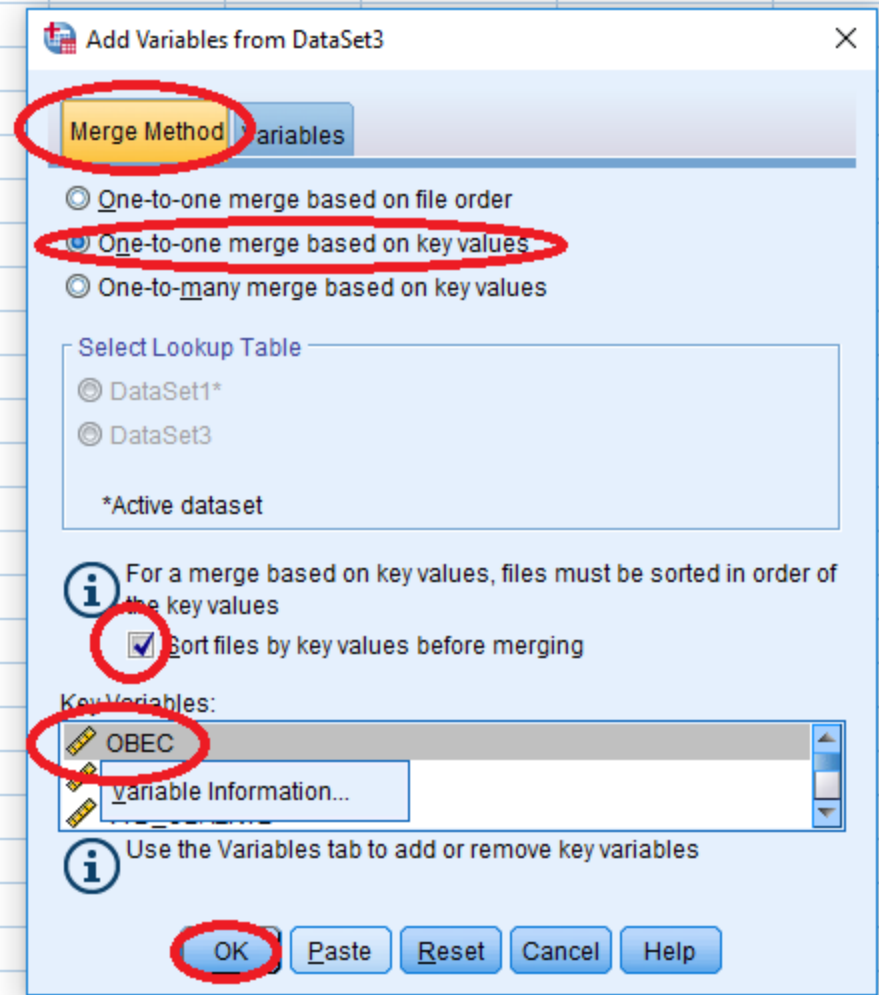 Add Variables from DataSet3
Merge Method
Variables
One-to-one merge based on file order
One-to-one merge based on key values
One-to-many merge based on key values
Select Lookup Table
DataSet1*
DataSet3
*Active dataset
For a merge based on key values, files must be sorted in order of
the key values
Sort files by key values before merging
Key Variables:
OBEC
Variable Information...
Use the Variables tab to add or remove key variables
OK
Paste
Reset
Cancel
Help